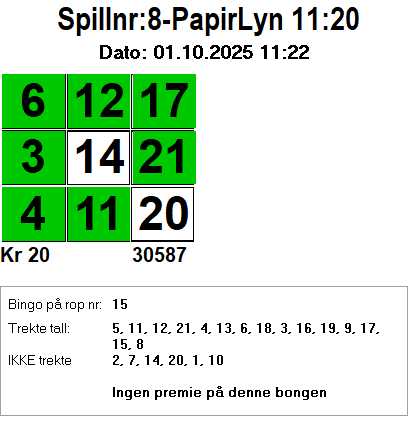 Spillnr:8-PapirLyn 11:20
Dato: 01.10.2025 11:22
6 12 17
3 14 21
4 11 20
Kr 20 30587
Bingo på rop nr: 15
Trekte tall: 5, 11, 12, 21, 4, 13, 6, 18, 3, 16, 19, 9, 17,
15, 8
IKKE trekte 2, 7, 14, 20, 1, 10
Ingen premie på denne bongen